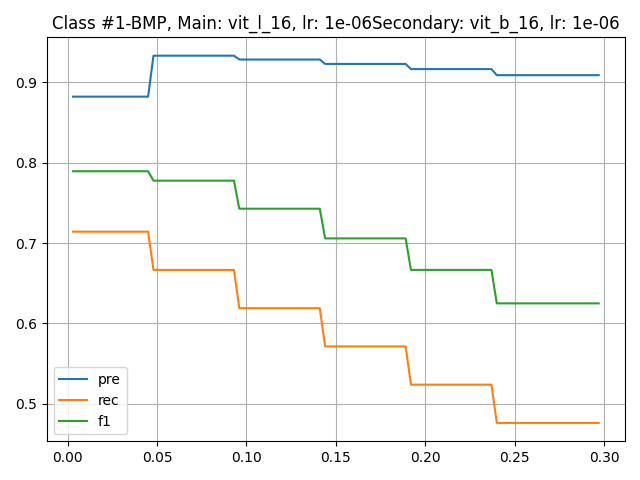 Class #1-BMP, Main: vit_l_16, lr: 1e-06Secondary: vit_b_16, lr: 1e-06
0.9
0.8
0.7
0.6
0.5
pre
rec
f1
0.00 0.05 0.10 0.15 0.20 0.25 0.30